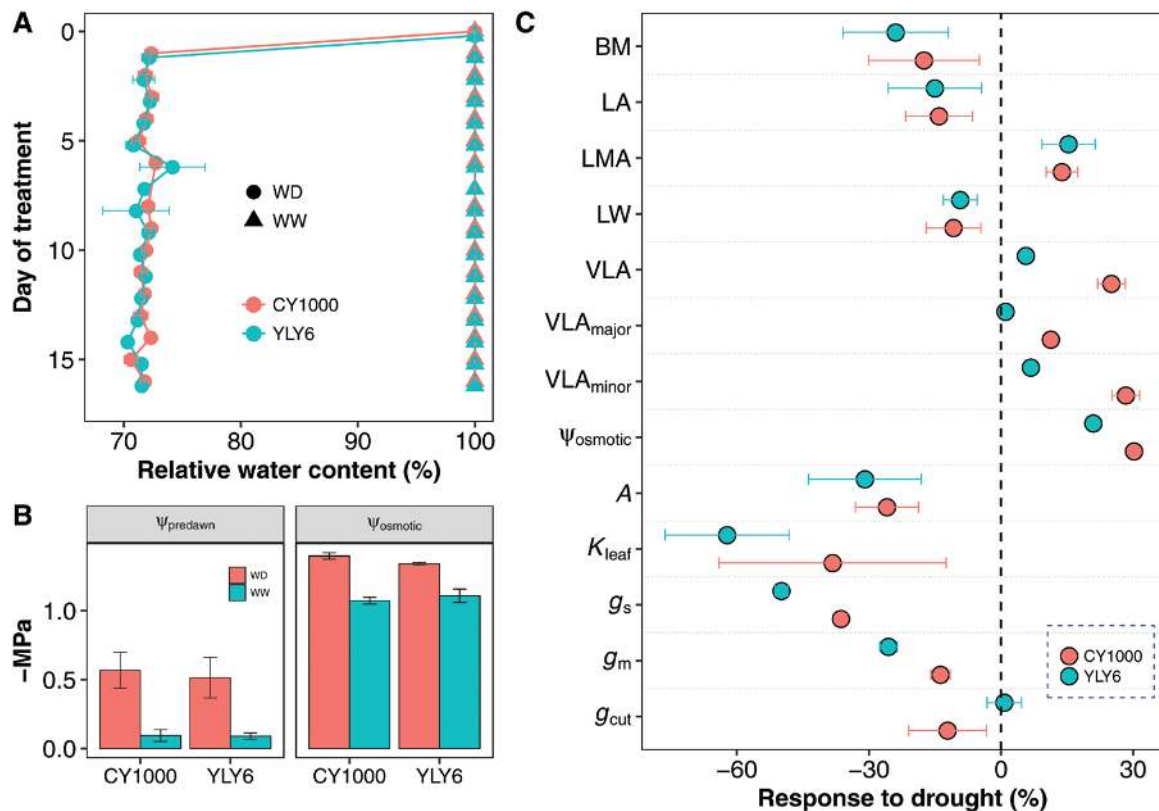 A
0
5
10
15
Day of treatment
WD
WW
CY1000
YLY6
70
80
90
100
Relative water content (%)
B
Ψpredawn
Ψosmotic
WD
WW
1.0
0.5
0.0
−MPa
CY1000
YLY6
CY1000
YLY6
C
BM
LA
LMA
LW
VLA
VLAmajor
VLAminor
Ψosmotic
A
Kleaf
gs
gm
gcut
CY1000
YLY6
−60
−30
0
30
Response to drought (%)